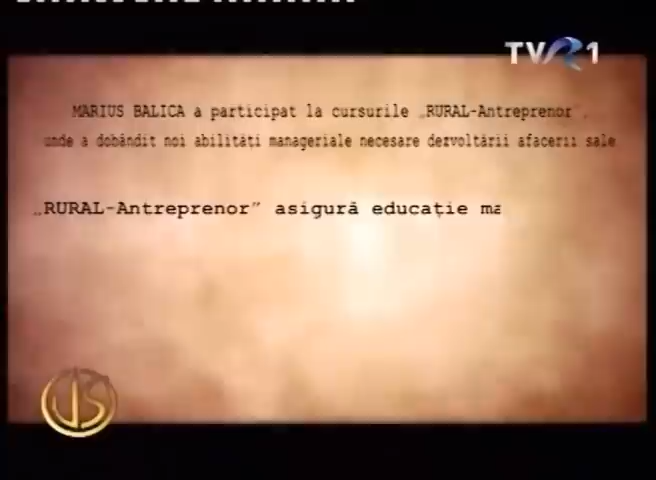 TVR1
MARIUS BALICA a participat la cursurile „RURAL-Antreprenor”,
unde a dobândit noi abilități manageriale necesare dezvoltării afacerii sale
„RURAL-Antreprenor” asigură educație ma